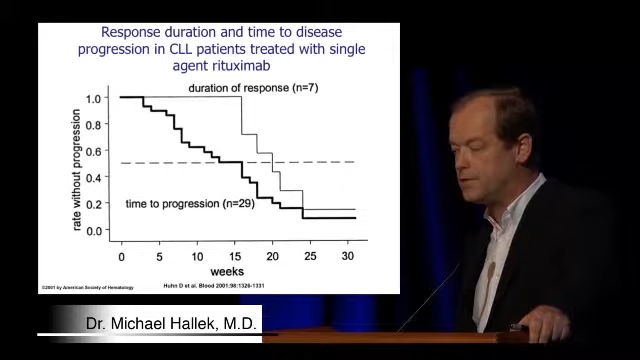 Response duration and time to disease
progression in CLL patients treated with single
agent rituximab
duration of response (n=7)
1.0
0.8
0.6
0.4
0.2
0.0
rate without progression
time to progression (n=29)
0 5 10 15 20 25 30
weeks
©2001 by American Society of Hematology
Huhn D et al. Blood 2001:98:1326-1331
Dr. Michael Hallek, M.D.